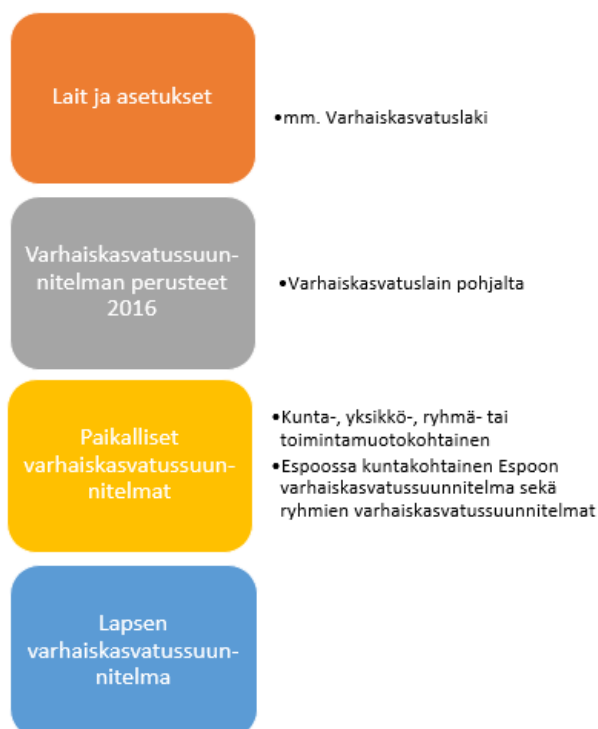 Lait ja asetukset
•mm. Varhaiskasvatuslaki
Varhaiskasvatussuun-
nitelman perusteet
2016
•Varhaiskasvatuslain pohjalta
Paikalliset
varhaiskasvatussuun-
nitelmat
•Kunta-, yksikkö-, ryhmä- tai
toimintamuotokohtainen
•Espoossa kuntakohtainen Espoon
varhaiskasvatussuunnitelma sekä
ryhmien varhaiskasvatussuunnitelmat
Lapsen
varhaiskasvatussuun-
nitelma